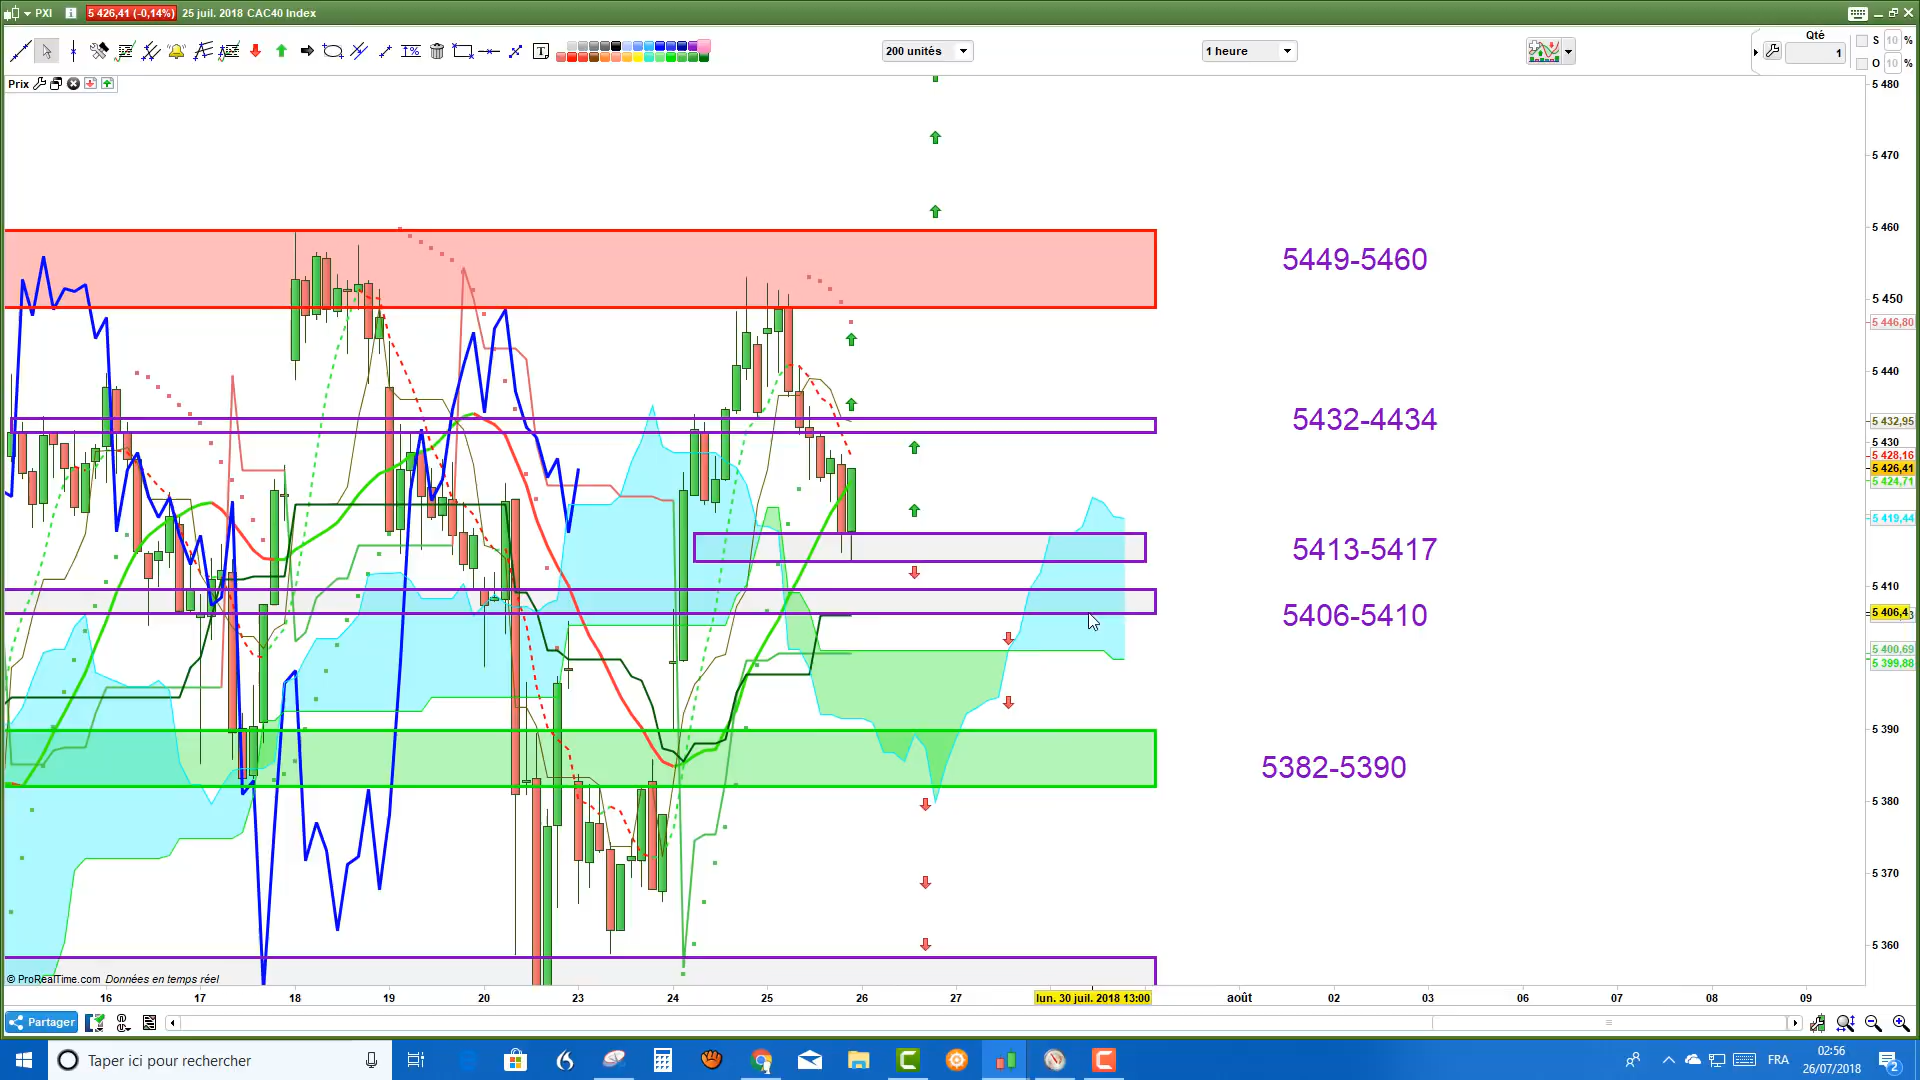 PXI 5 426,41 (-0,14%) 25 juil. 2018 CAC40 Index
200 unités
1 heure
Qté
1
S 10 %
O 10 %
Prix
5 480
5 470
5 460
5449-5460
5 450
5 446,80
5 440
5432-4434
5 432,95
5 430
5 428,16
5 426,41
5 424,71
5 419,44
5413-5417
5 410
5406-5410
5 406,4
5 400,69
5 399,88
5 390
5382-5390
5 380
5 370
5 360
© ProRealTime.com Données en temps réel
16 17 18 19 20 23 24 25 26 27 lun. 30 juil. 2018 13:00 août 02 03 06 07 08 09
Partager
Taper ici pour rechercher
FRA
02:56
26/07/2018
2